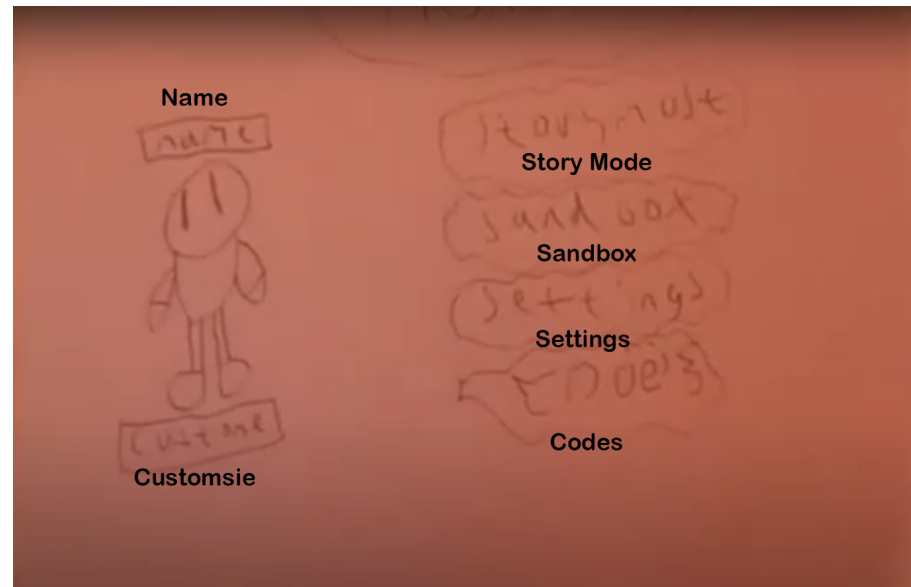 Name
name
Customsie
Story Mode
sandbox
Sandbox
settings
Settings
Codes